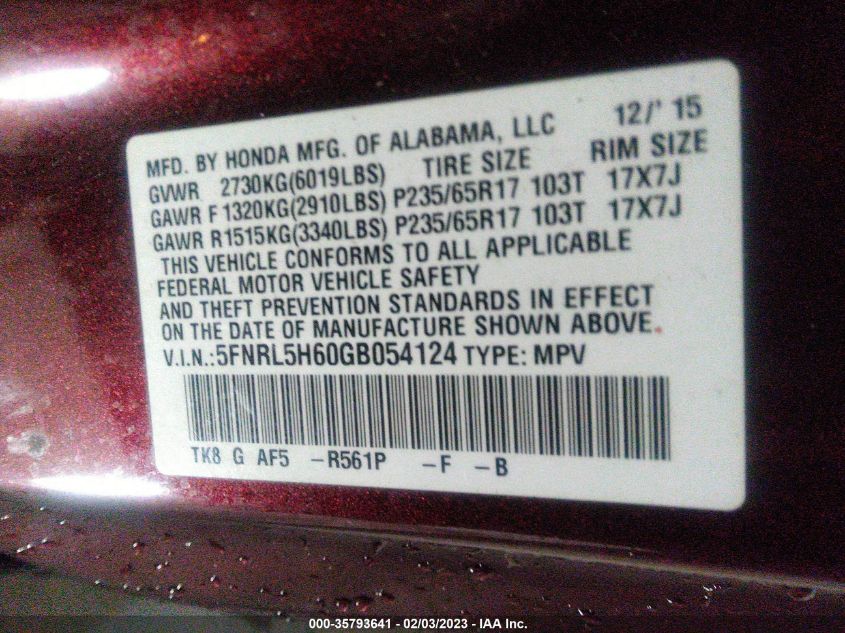 MFD. BY HONDA MFG. OF ALABAMA, LLC 12/' 15
GVWR 2730KG(6019LBS) TIRE SIZE RIM SIZE
GAWR F 1320KG(2910LBS) P235/65R17 103T 17X7J
GAWR R1515KG(3340LBS) P235/65R17 103T 17X7J
THIS VEHICLE CONFORMS TO ALL APPLICABLE
FEDERAL MOTOR VEHICLE SAFETY
AND THEFT PREVENTION STANDARDS IN EFFECT
ON THE DATE OF MANUFACTURE SHOWN ABOVE.
V.I.N.:5FNRL5H60GB054124 TYPE: MPV
TK8 G AF5 -R561P -F -B
000-35793641 - 02/03/2023 - IAA Inc.